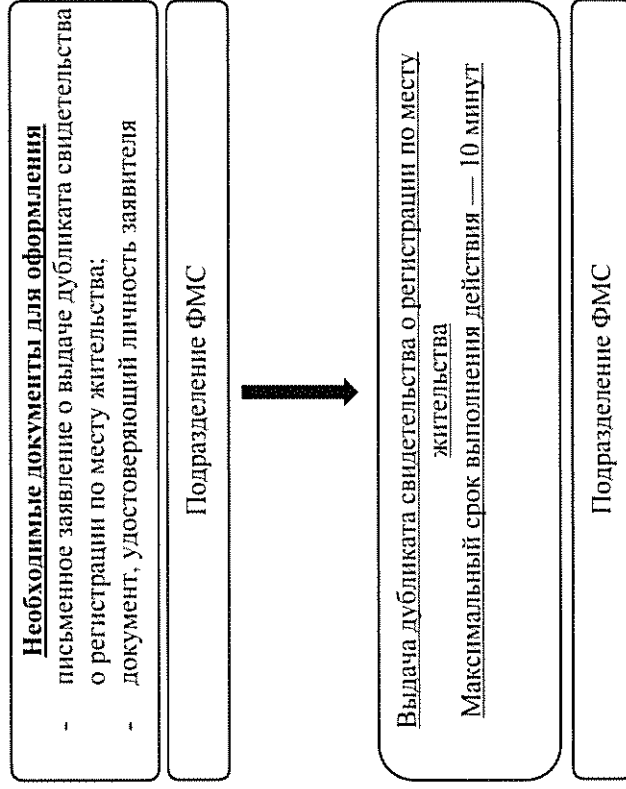 Необходимые документы для оформления
- письменное заявление о выдаче дубликата свидетельства
о регистрации по месту жительства;
- документ, удостоверяющий личность заявителя
Подразделение ФМС
Выдача дубликата свидетельства о регистрации по месту
жительства
Максимальный срок выполнения действия — 10 минут
Подразделение ФМС